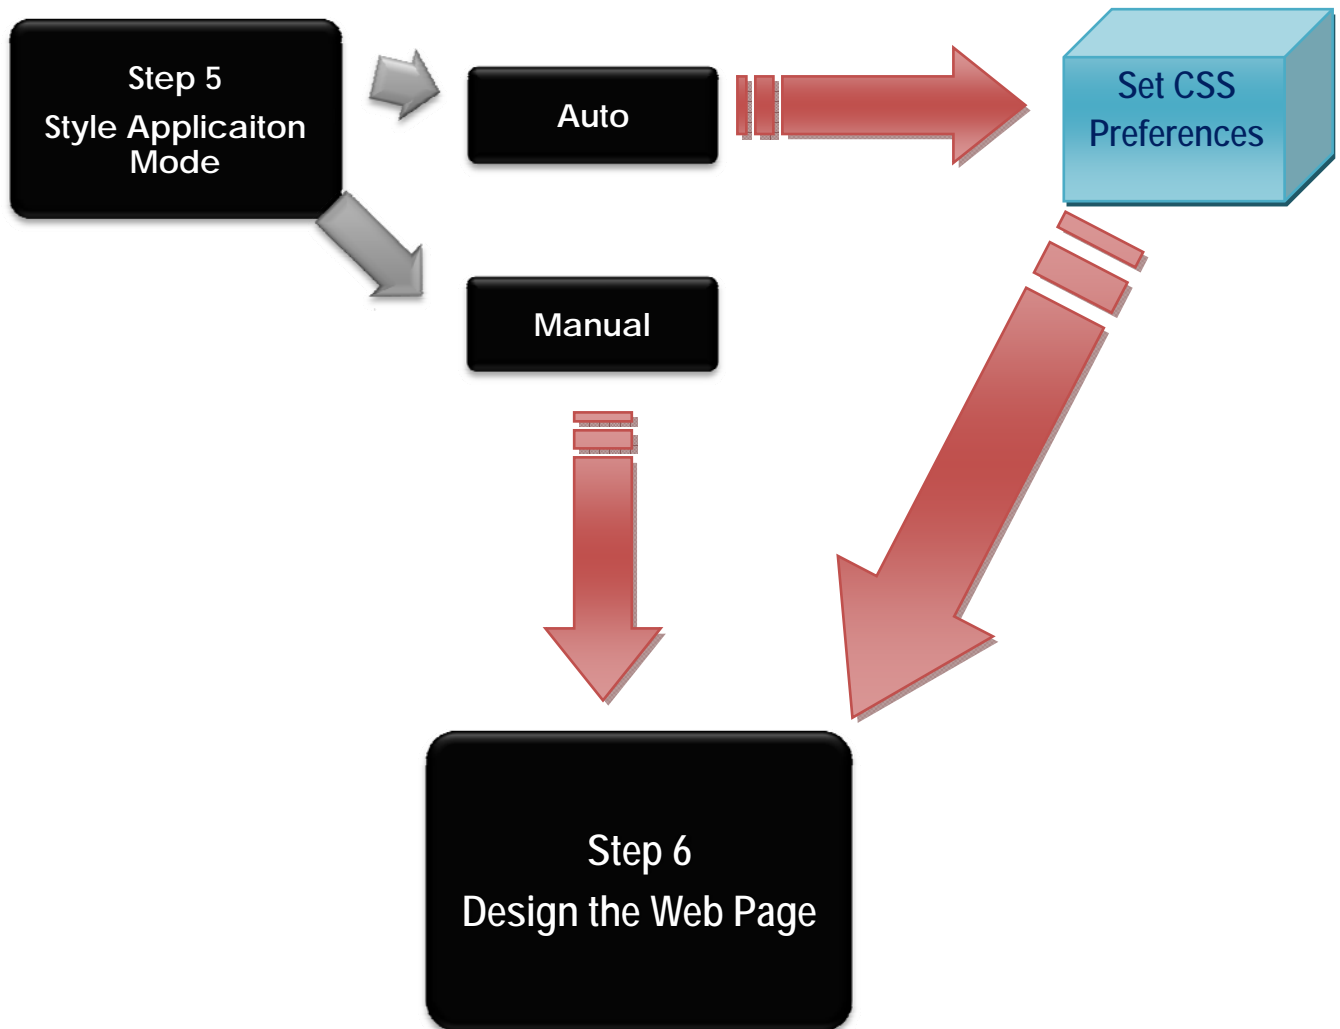 Step 5
Style Applicaiton
Mode
Auto
Set CSS
Preferences
Manual
Step 6
Design the Web Page